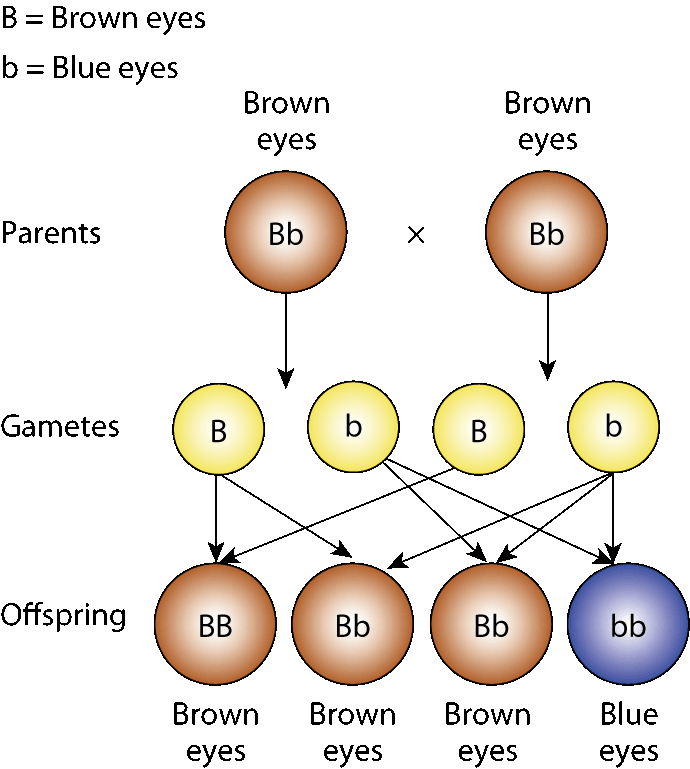 B = Brown eyes
b = Blue eyes
Brown
eyes
Brown
eyes
Parents
Bb
×
Bb
Gametes
B
b
B
b
Offspring
BB
Bb
Bb
bb
Brown
eyes
Brown
eyes
Brown
eyes
Blue
eyes